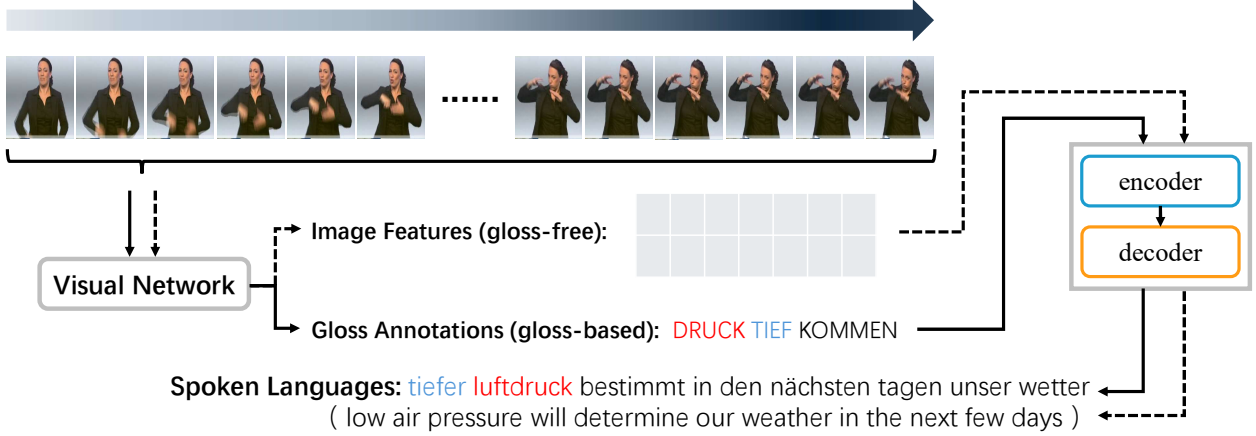 ......
encoder
decoder
Image Features (gloss-free):
Visual Network
Gloss Annotations (gloss-based): DRUCK TIEF KOMMEN
Spoken Languages: tiefer luftdruck bestimmt in den nächsten tagen unser wetter
( low air pressure will determine our weather in the next few days )